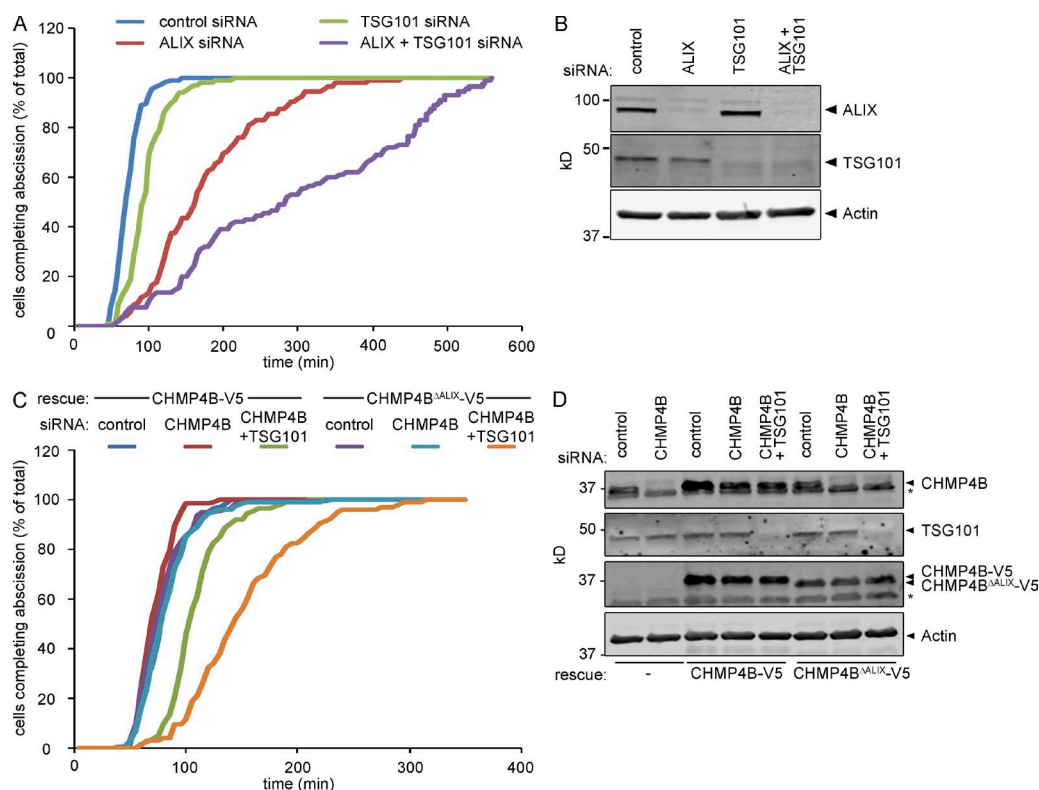 A
control siRNA
TSG101 siRNA
ALIX siRNA
ALIX + TSG101 siRNA
cells completing abscission (% of total)
120
100
80
60
40
20
0
100
200
300
400
500
600
time (min)
B
siRNA:
control
ALIX
TSG101
ALIX +
TSG101
100
ALIX
50
kD
TSG101
Actin
37
C
rescue:
CHMP4B-V5
CHMP4BΔALIX-V5
siRNA:
control
CHMP4B
CHMP4B
+TSG101
control
CHMP4B
CHMP4B
+TSG101
cells completing abscission (% of total)
120
100
80
60
40
20
0
100
200
300
400
time (min)
D
siRNA:
control
CHMP4B
control
CHMP4B
CHMP4B
+ TSG101
control
CHMP4B
CHMP4B
+ TSG101
37
CHMP4B
*
50
TSG101
kD
37
CHMP4B-V5
CHMP4BΔALIX-V5
*
Actin
37
rescue:
-
CHMP4B-V5
CHMP4BΔALIX-V5